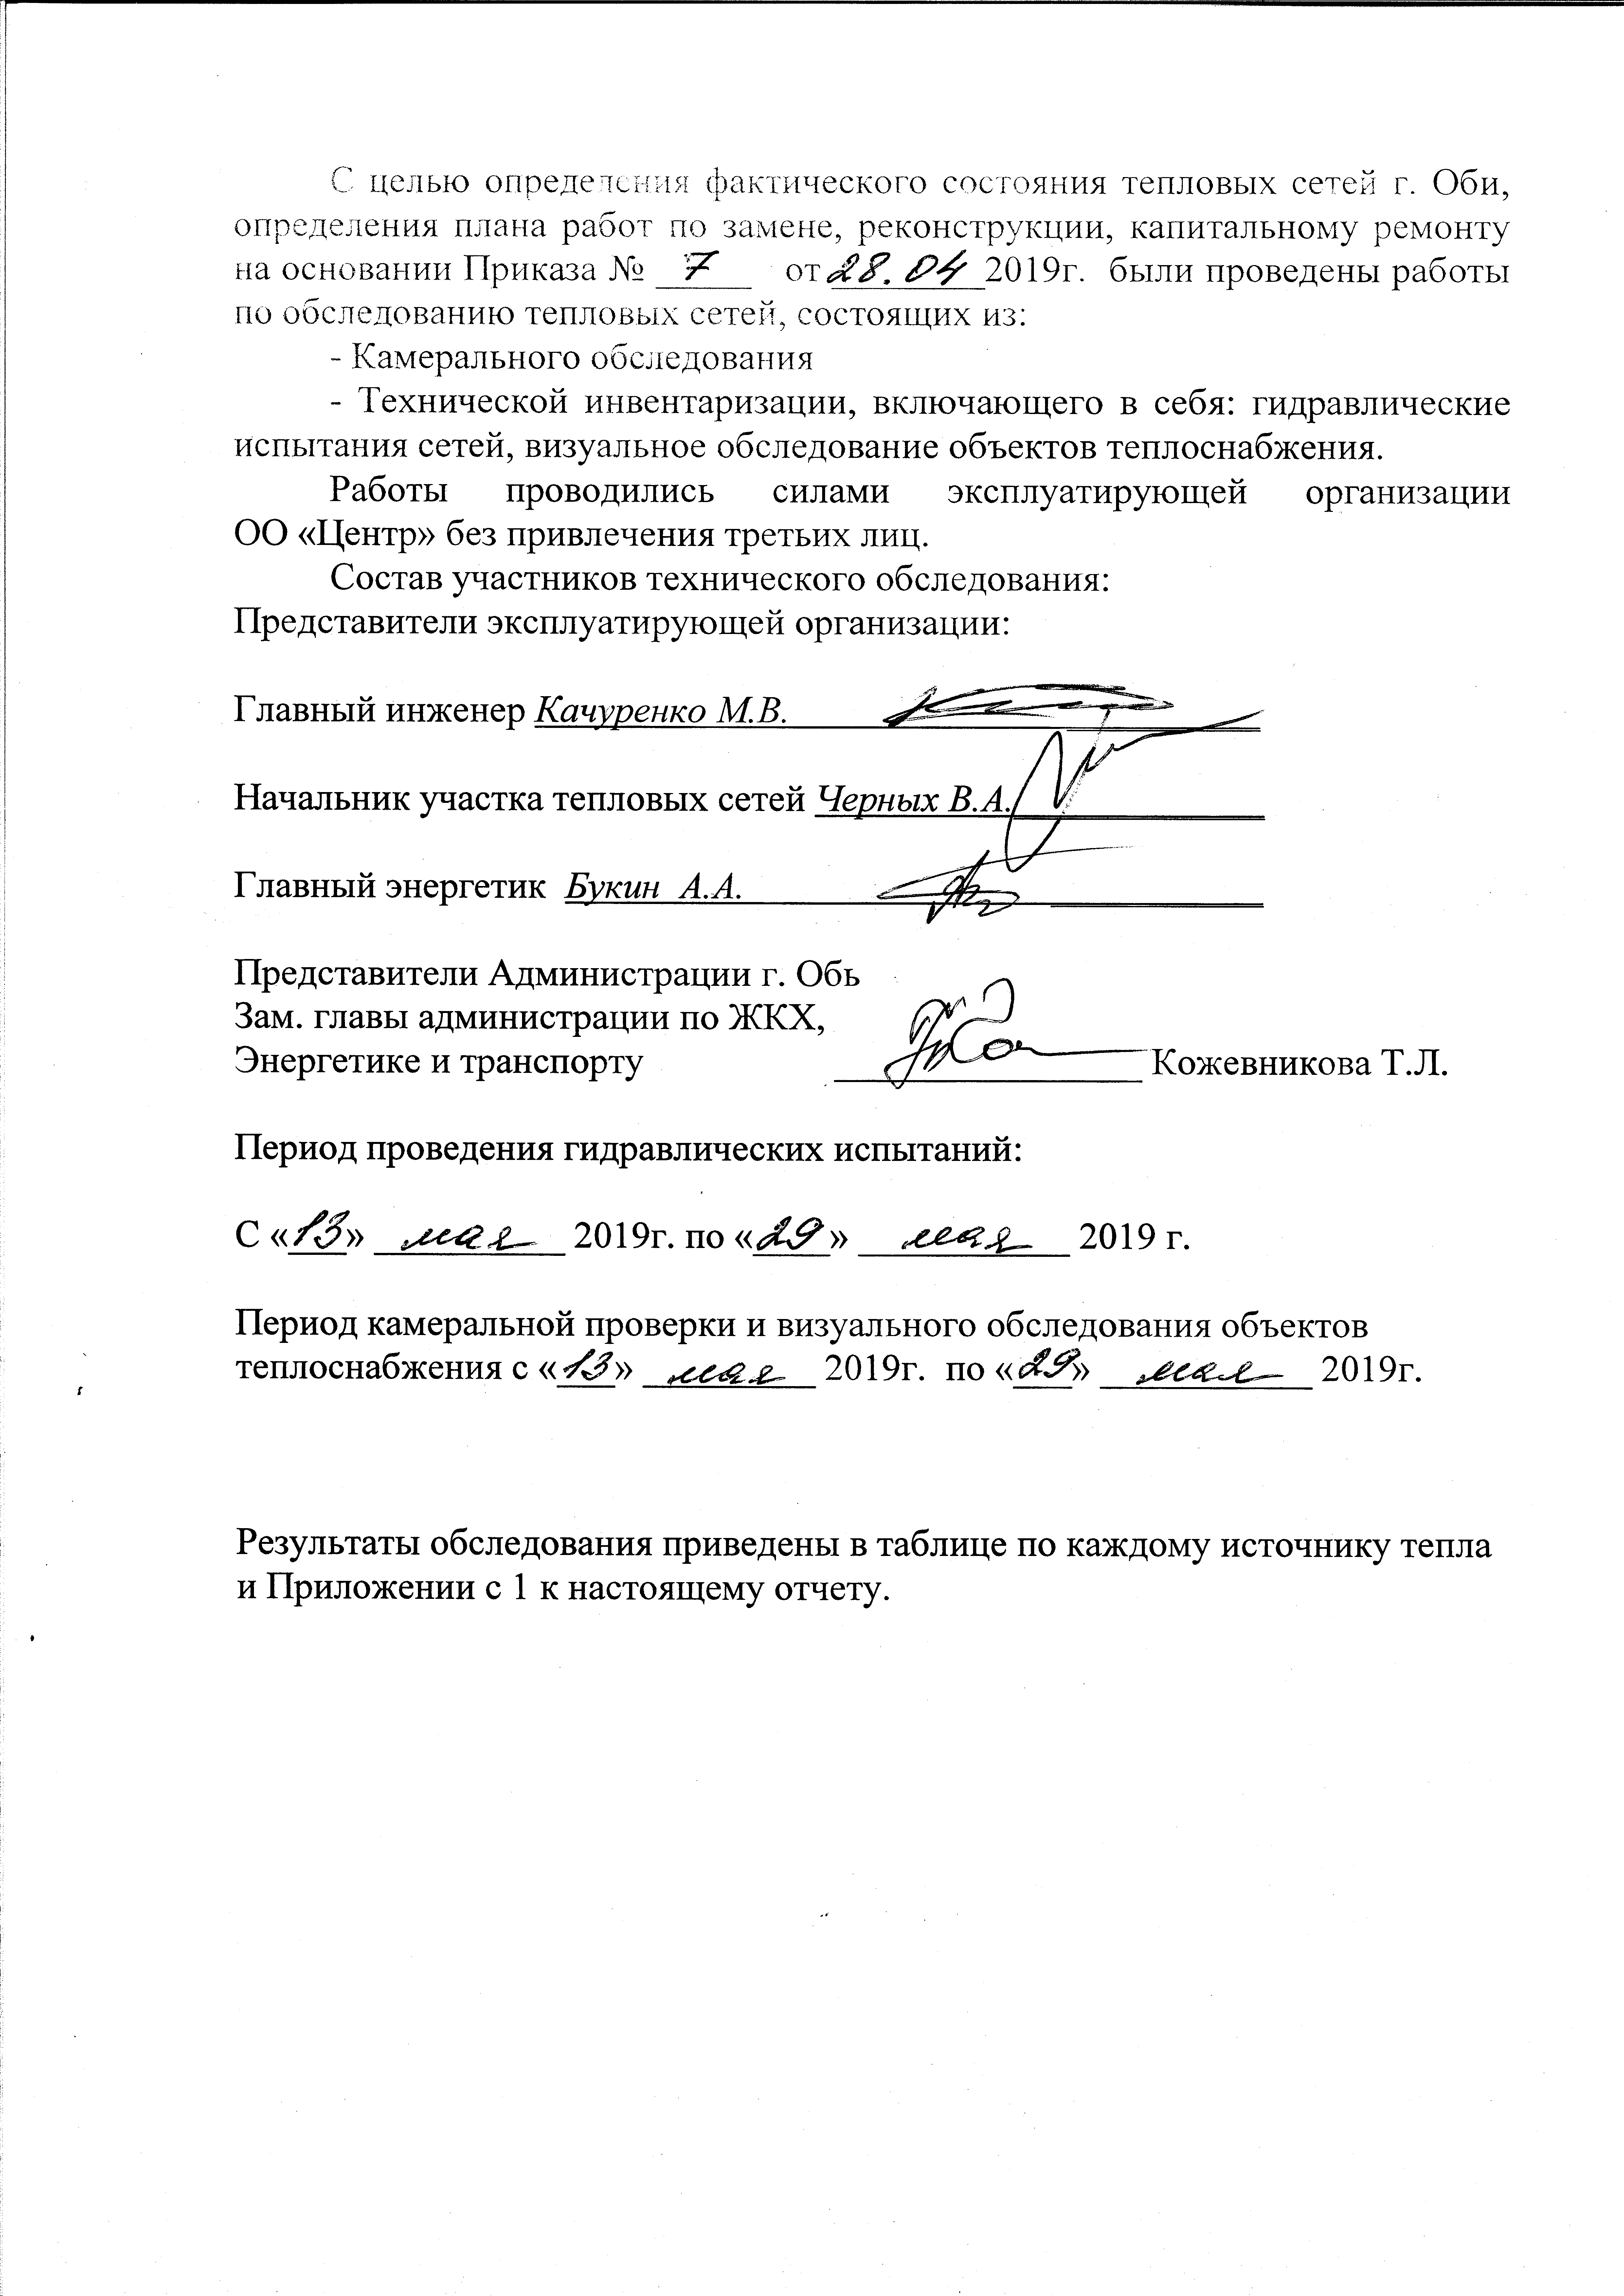 С целью определения фактического состояния тепловых сетей г. Оби,
определения плана работ по замене, реконструкции, капитальному ремонту
на основании Приказа № 7 от 28.04 2019г. были проведены работы
по обследованию тепловых сетей, состоящих из:
- Камерального обследования
- Технической инвентаризации, включающего в себя: гидравлические
испытания сетей, визуальное обследование объектов теплоснабжения.
Работы проводились силами эксплуатирующей организации
ОО «Центр» без привлечения третьих лиц.
Состав участников технического обследования:
Представители эксплуатирующей организации:
Главный инженер Качуренко М.В.
Начальник участка тепловых сетей Черных В.А.
Главный энергетик Букин А.А.
Представители Администрации г. Обь
Зам. главы администрации по ЖКХ,
Энергетике и транспорту Кожевникова Т.Л.
Период проведения гидравлических испытаний:
С «13» мая 2019г. по «29» мая 2019 г.
Период камеральной проверки и визуального обследования объектов
теплоснабжения с «13» мая 2019г. по «29» мая 2019г.
Результаты обследования приведены в таблице по каждому источнику тепла
и Приложении с 1 к настоящему отчету.